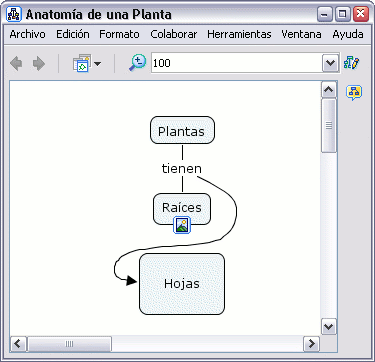 Anatomía de una Planta
Archivo Edición Formato Colaborar Herramientas Ventana Ayuda
100
Plantas
tienen
Raíces
Hojas